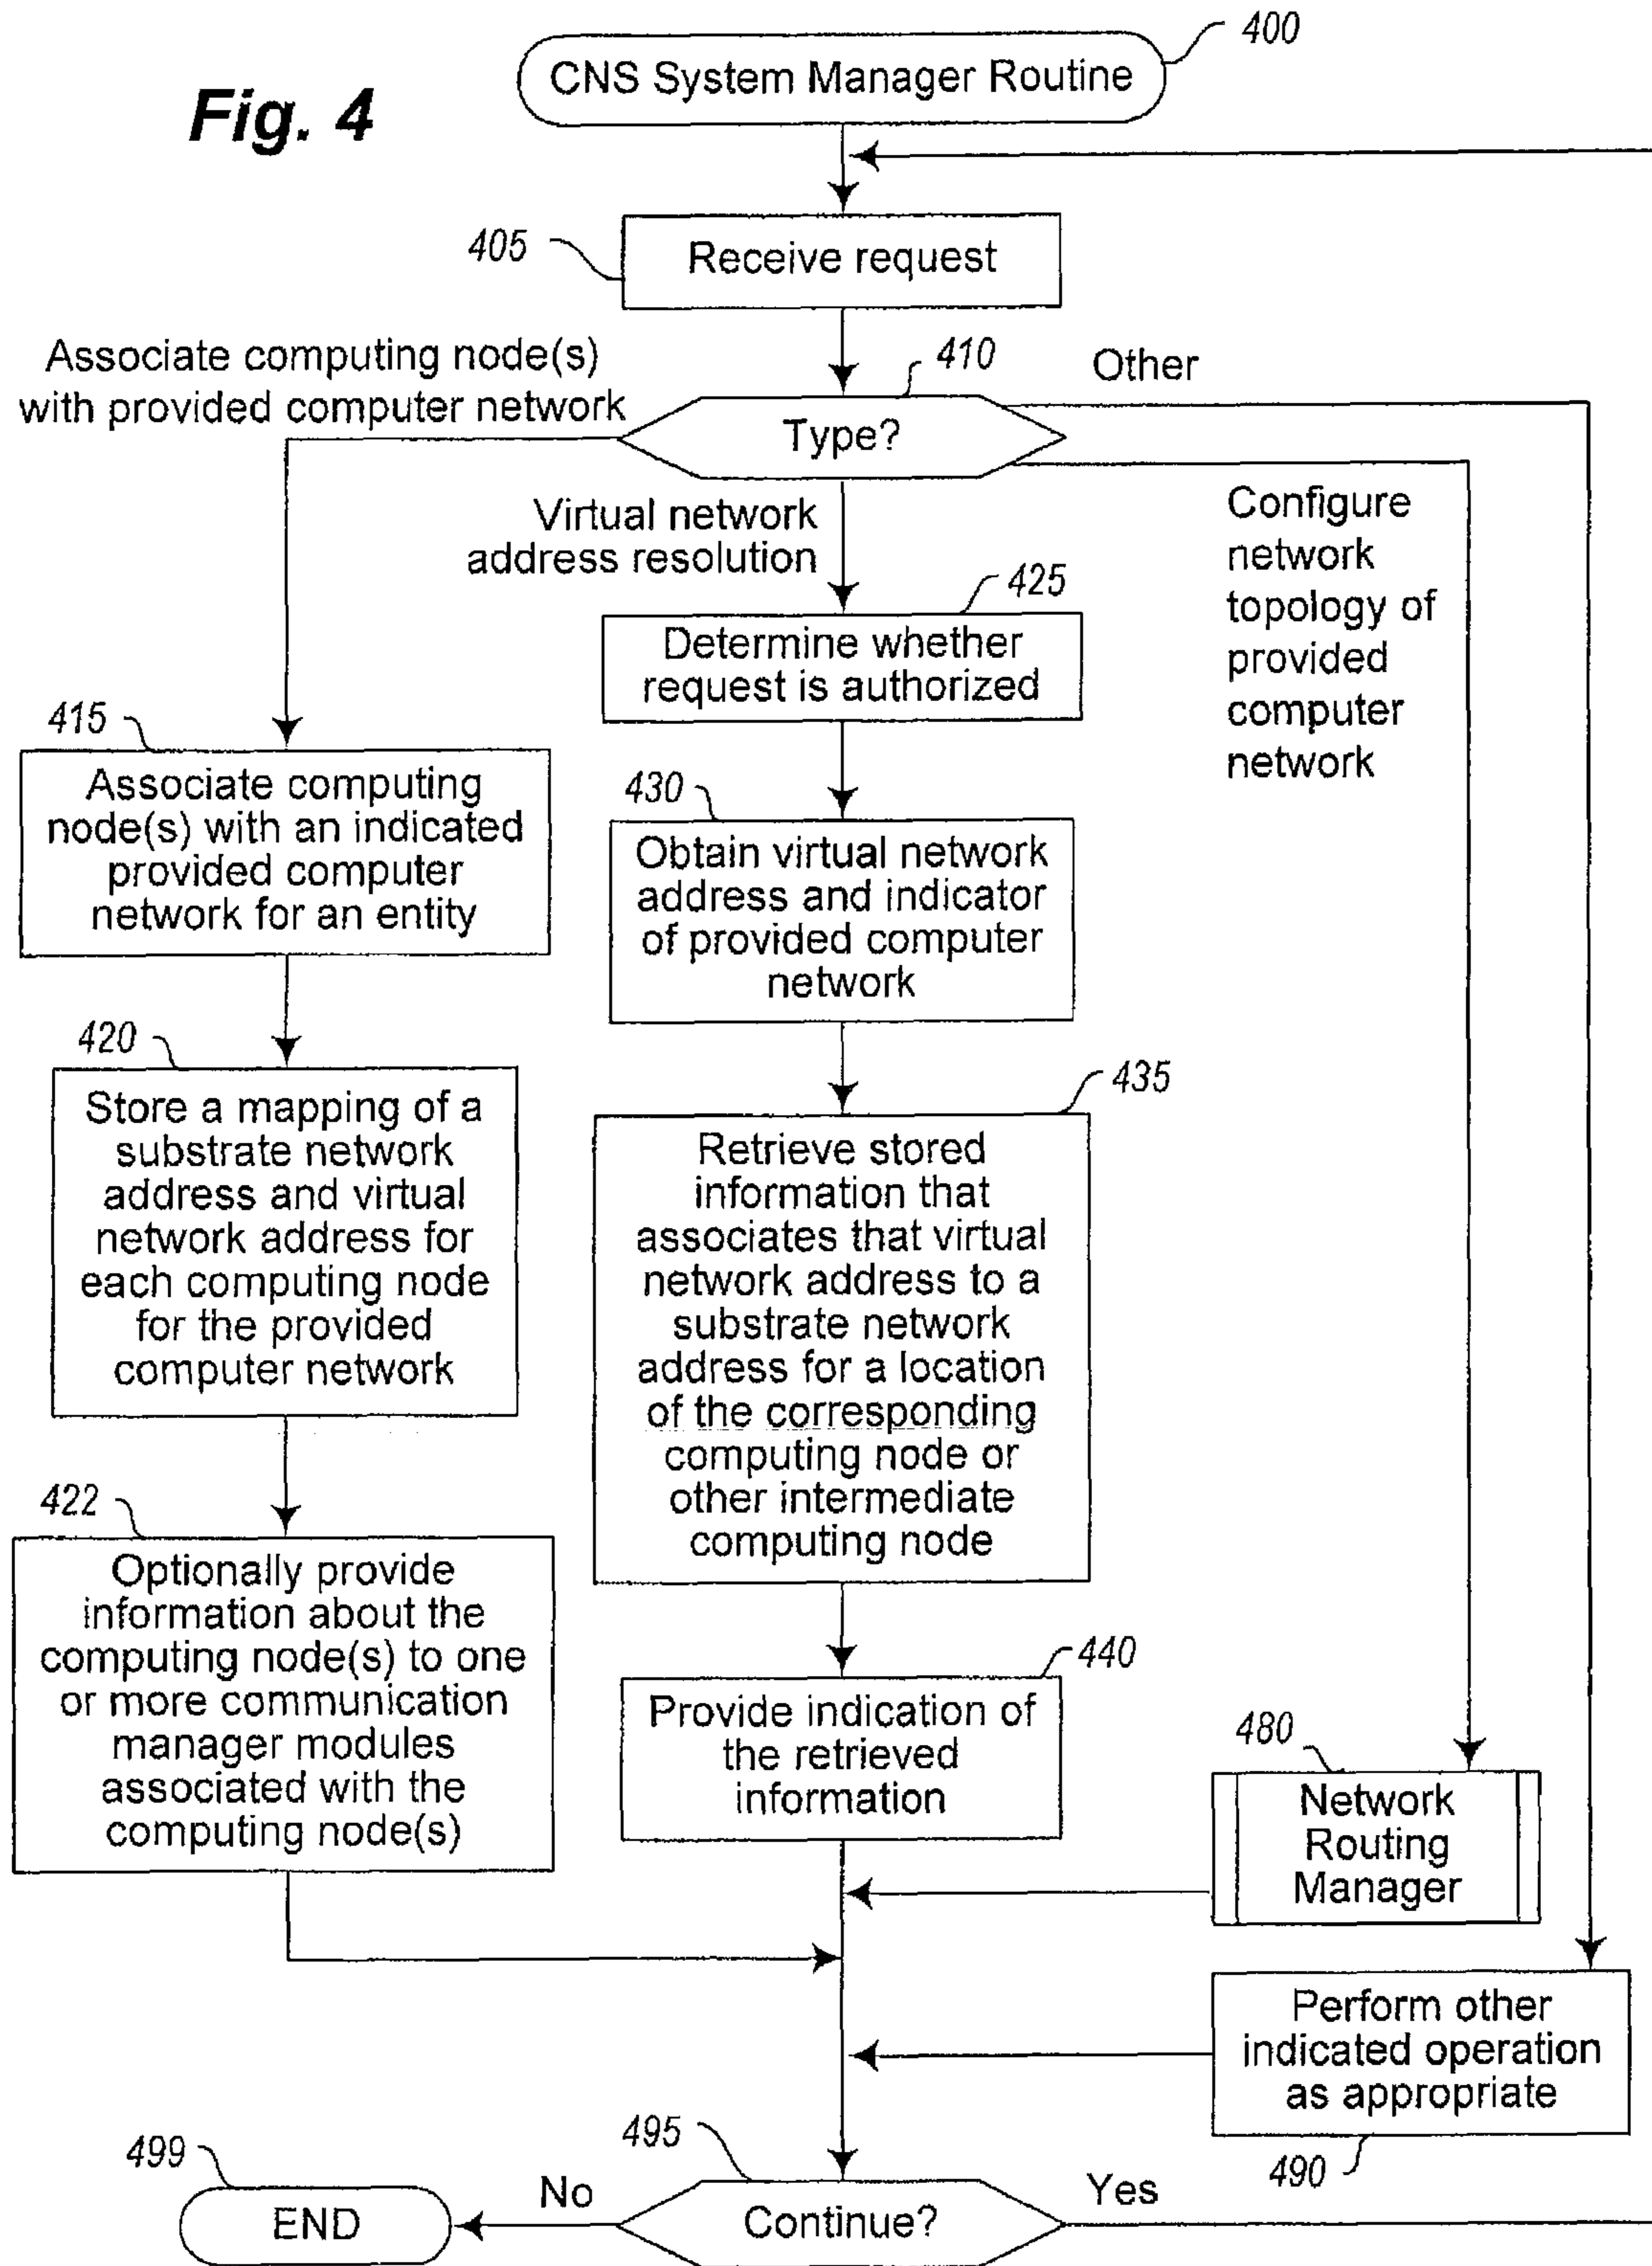 Fig. 4
CNS System Manager Routine
400
405
Receive request
Associate computing node(s)
with provided computer network
410
Type?
Other
Virtual network
address resolution
Configure
network
topology of
provided
computer
network
425
Determine whether
request is authorized
415
Associate computing
node(s) with an indicated
provided computer
network for an entity
430
Obtain virtual network
address and indicator
of provided computer
network
420
Store a mapping of a
substrate network
address and virtual
network address for
each computing node
for the provided
computer network
435
Retrieve stored
information that
associates that virtual
network address to a
substrate network
address for a location
of the corresponding
computing node or
other intermediate
computing node
422
Optionally provide
information about the
computing node(s) to one
or more communication
manager modules
associated with the
computing node(s)
440
Provide indication of
the retrieved
information
480
Network
Routing
Manager
Perform other
indicated operation
as appropriate
490
495
Continue?
Yes
No
499
END